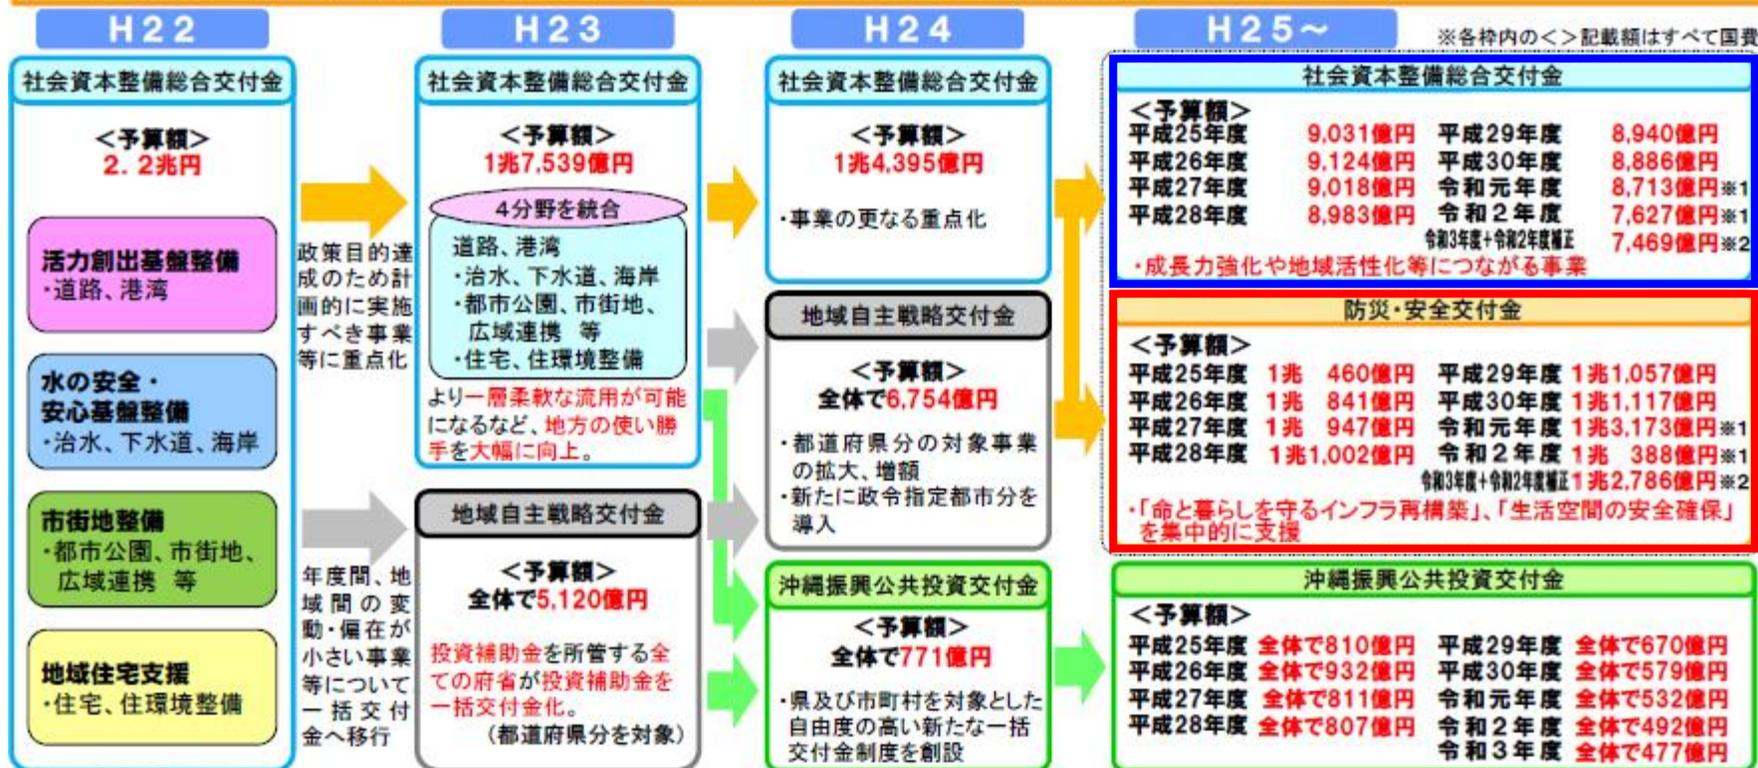 H22
H23
H24
H25～
※各枠内の<>記載額はすべて国費
社会資本整備総合交付金
<予算額>
2．2兆円
活力創出基盤整備
・道路、港湾
水の安全・
安心基盤整備
・治水、下水道、海岸
市街地整備
・都市公園、市街地、
広域連携 等
地域住宅支援
・住宅、住環境整備
政策目的達
成のため計
画的に実施
すべき事業
等に重点化
年度間、地
域間の変
動・偏在が
小さい事業
等について
一括交付
金へ移行
社会資本整備総合交付金
<予算額>
1兆7,539億円
4分野を統合
道路、港湾
・治水、下水道、海岸
・都市公園、市街地、
広域連携 等
・住宅、住環境整備
より一層柔軟な流用が可能
になるなど、地方の使い勝
手を大幅に向上。
地域自主戦略交付金
<予算額>
全体で5,120億円
投資補助金を所管する全
ての府省が投資補助金を
一括交付金化。
(都道府県分を対象)
社会資本整備総合交付金
<予算額>
1兆4,395億円
・事業の更なる重点化
地域自主戦略交付金
<予算額>
全体で6,754億円
・都道府県分の対象事業
の拡大、増額
・新たに政令指定都市分を
導入
沖縄振興公共投資交付金
<予算額>
全体で771億円
・県及び市町村を対象とした
自由度の高い新たな一括
交付金制度を創設
社会資本整備総合交付金
<予算額>
平成25年度 9,031億円 平成29年度 8,940億円
平成26年度 9,124億円 平成30年度 8,886億円
平成27年度 9,018億円 令和元年度 8,713億円※1
平成28年度 8,983億円 令和2年度 7,627億円※1
令和3年度+令和2年度補正 7,469億円※2
・成長力強化や地域活性化等につながる事業
防災・安全交付金
<予算額>
平成25年度 1兆 460億円 平成29年度 1兆1,057億円
平成26年度 1兆 841億円 平成30年度 1兆1,117億円
平成27年度 1兆 947億円 令和元年度 1兆3,173億円※1
平成28年度 1兆1,002億円 令和2年度 1兆 388億円※1
令和3年度+令和2年度補正 1兆2,786億円※2
・「命と暮らしを守るインフラ再構築」、「生活空間の安全確保」
を集中的に支援
沖縄振興公共投資交付金
<予算額>
平成25年度 全体で810億円 平成29年度 全体で670億円
平成26年度 全体で932億円 平成30年度 全体で579億円
平成27年度 全体で811億円 令和元年度 全体で532億円
平成28年度 全体で807億円 令和2年度 全体で492億円
令和3年度 全体で477億円